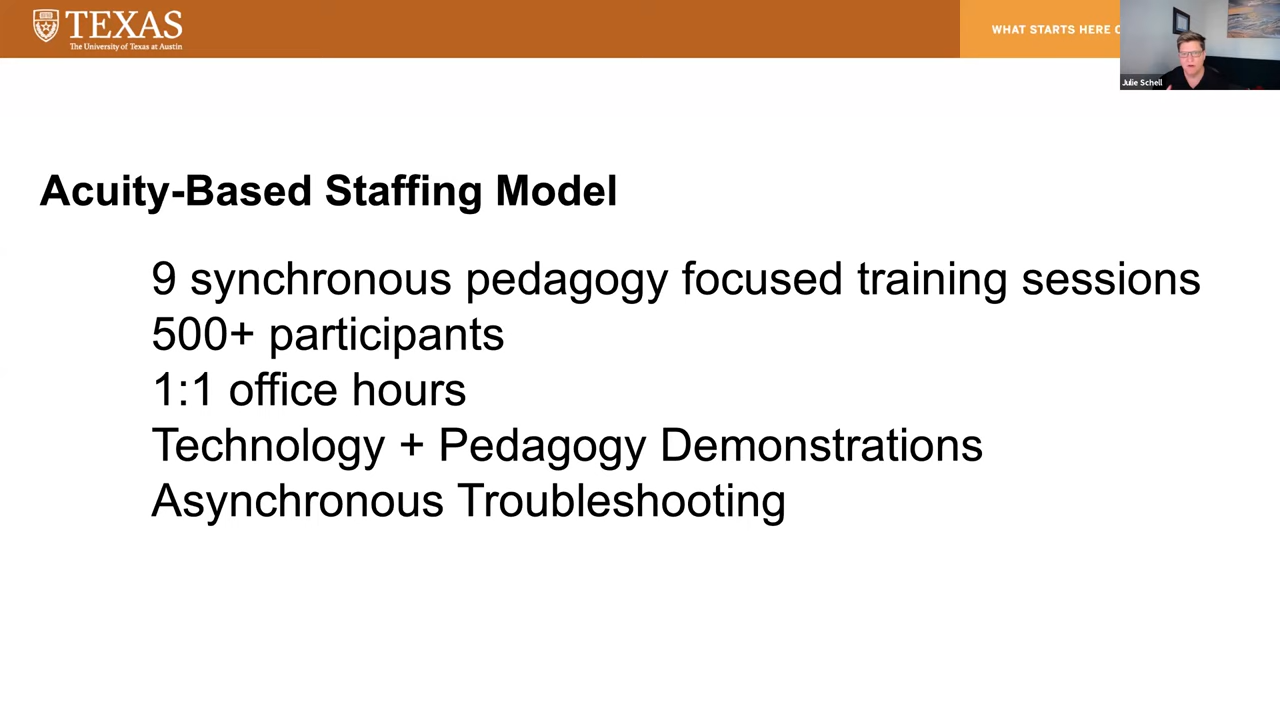 TEXAS
The University of Texas at Austin
WHAT STARTS HERE
Julie Schell
Acuity-Based Staffing Model
9 synchronous pedagogy focused training sessions
500+ participants
1:1 office hours
Technology + Pedagogy Demonstrations
Asynchronous Troubleshooting